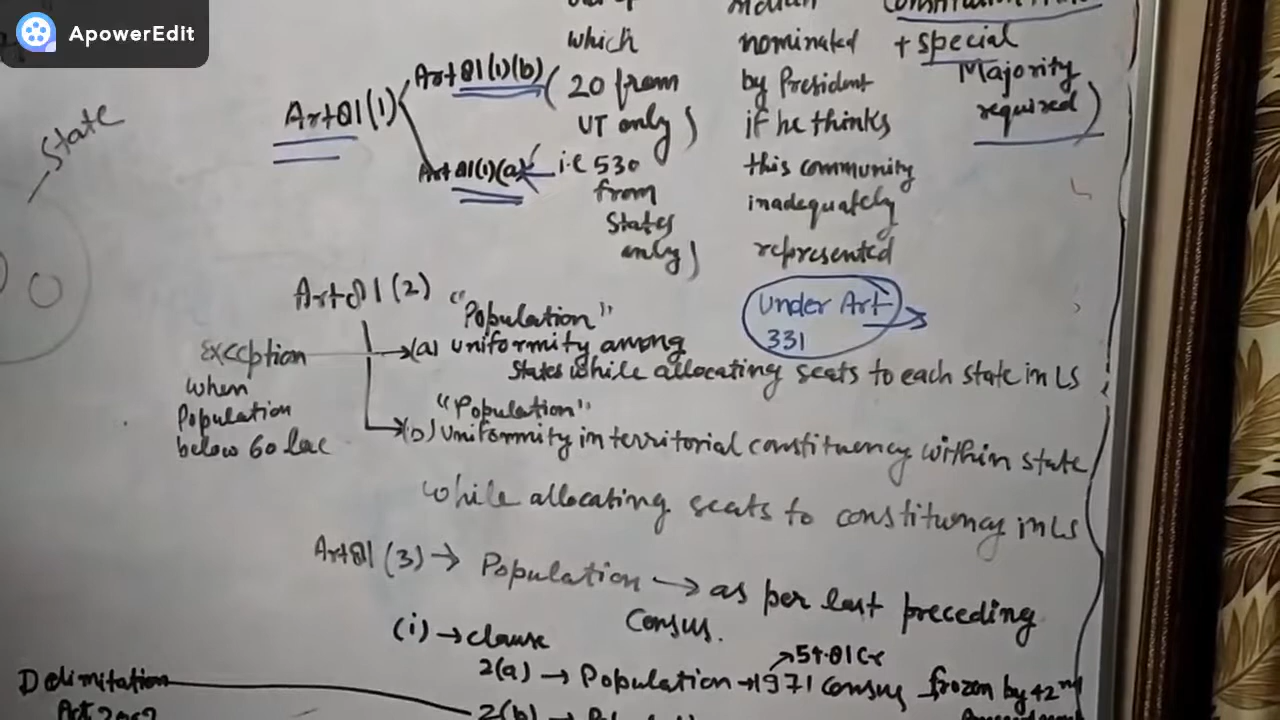 ApowerEdit
which
20 from
UT only)
nominated
by President
if he thinks
this community
inadequately
represented
+ special
Majority
required)
State
Art 81(1)
Art 81(1)(b) (
Art 81(1)(a)
i.e 530
from
States
only)
Art 81(2)
Under Art
331
Exception
when
Population
below 60 lac
"Population"
(a) uniformity among
States while allocating seats to each state in LS
"Population"
(b) Uniformity in territorial constituency within state
while allocating seats to constituency in LS
Art 81(3) → Population → as per last preceding
Census.
(i) → clause
2(a) → Population → 1971 Census frozen by 42nd
Delimitation
2(b) →